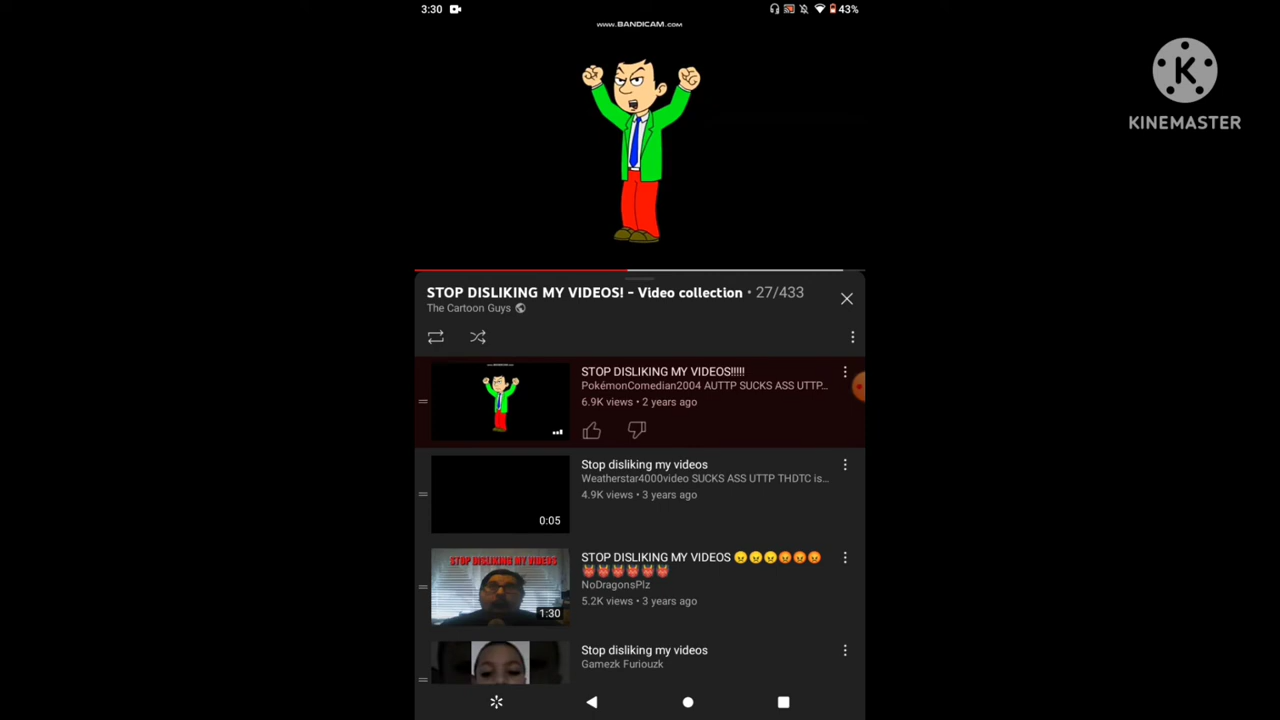 3:30
43%
www.BANDICAM.com
K
KINEMASTER
STOP DISLIKING MY VIDEOS! - Video collection • 27/433
The Cartoon Guys
STOP DISLIKING MY VIDEOS!!!!!
PokémonComedian2004 AUTTP SUCKS ASS UTTP...
6.9K views • 2 years ago
Stop disliking my videos
Weatherstar4000video SUCKS ASS UTTP THDTC is...
4.9K views • 3 years ago
0:05
STOP DISLIKING MY VIDEOS
STOP DISLIKING MY VIDEOS 😠😠😠😡😡😡
👹👹👹👹👹👹
NoDragonsPlz
5.2K views • 3 years ago
1:30
Stop disliking my videos
Gamezk Furiouzk